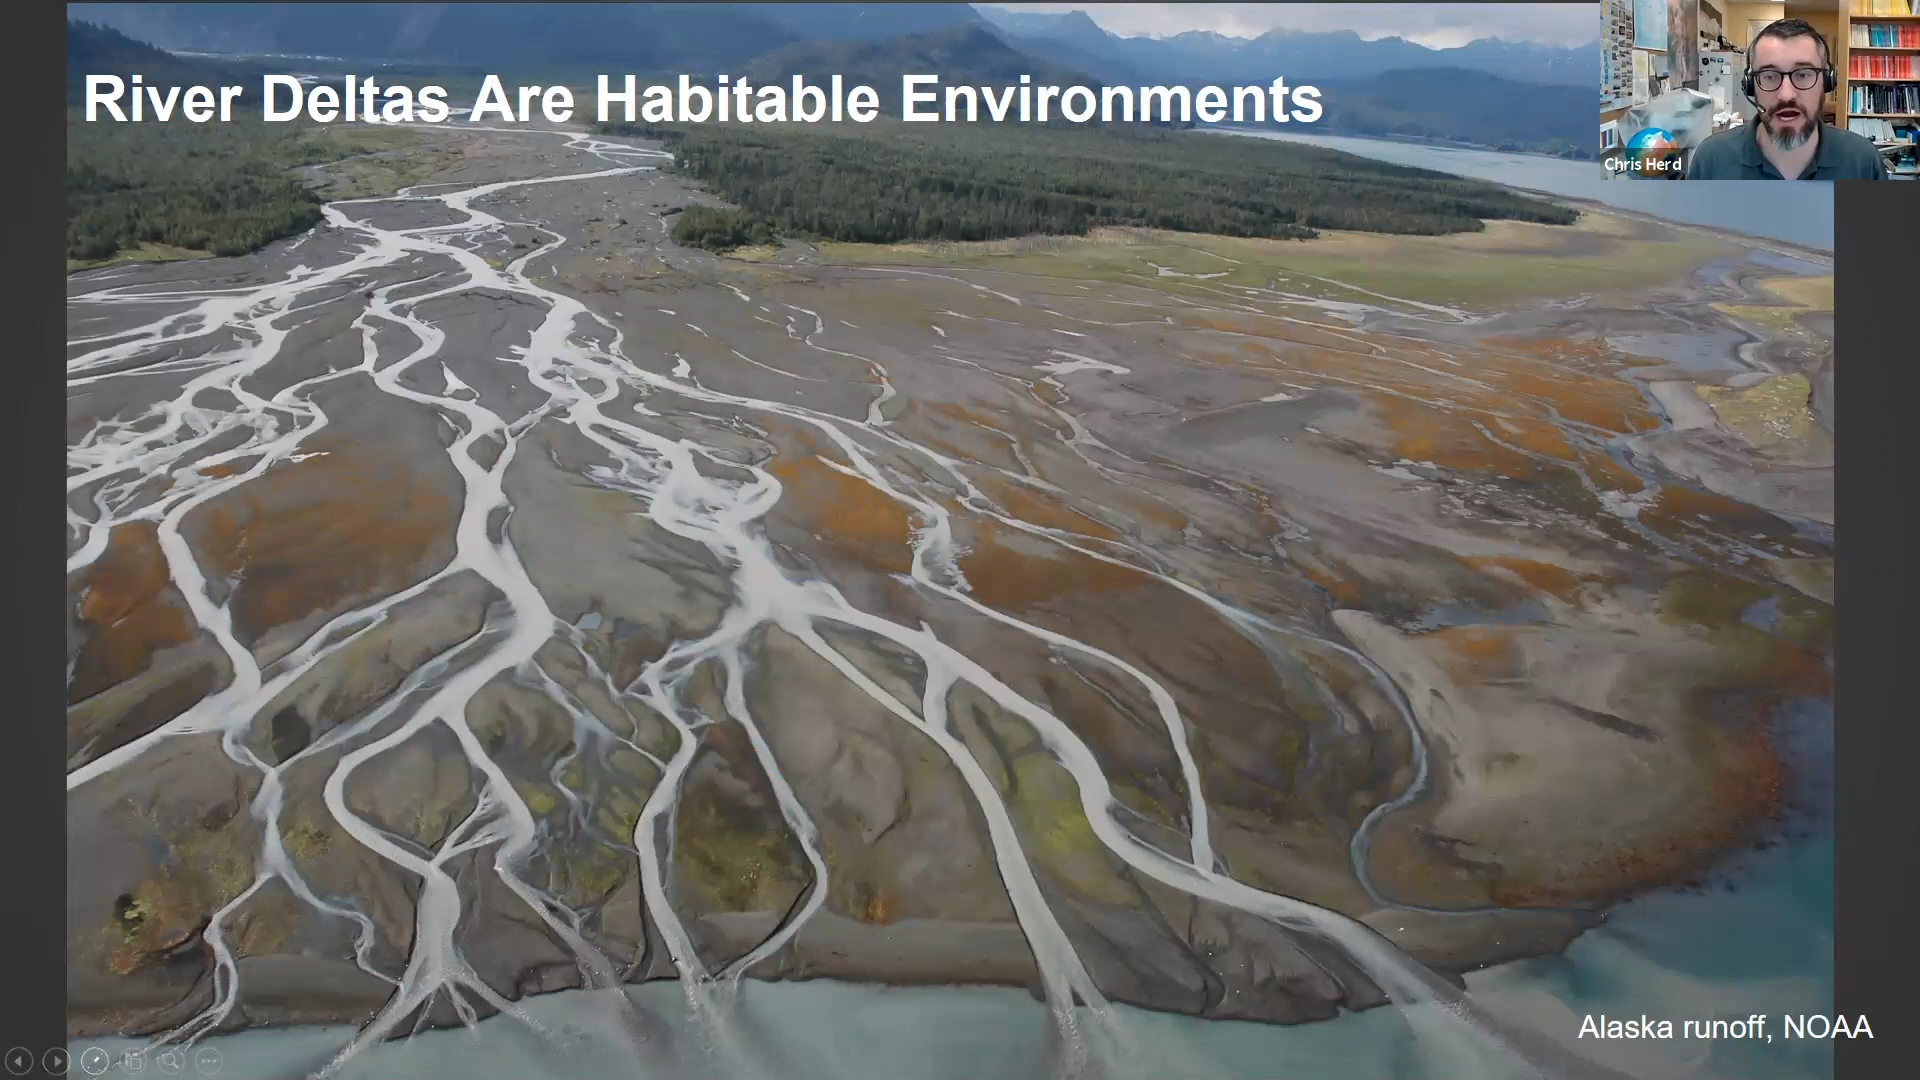 River Deltas Are Habitable Environments
Chris Herd
Alaska runoff, NOAA